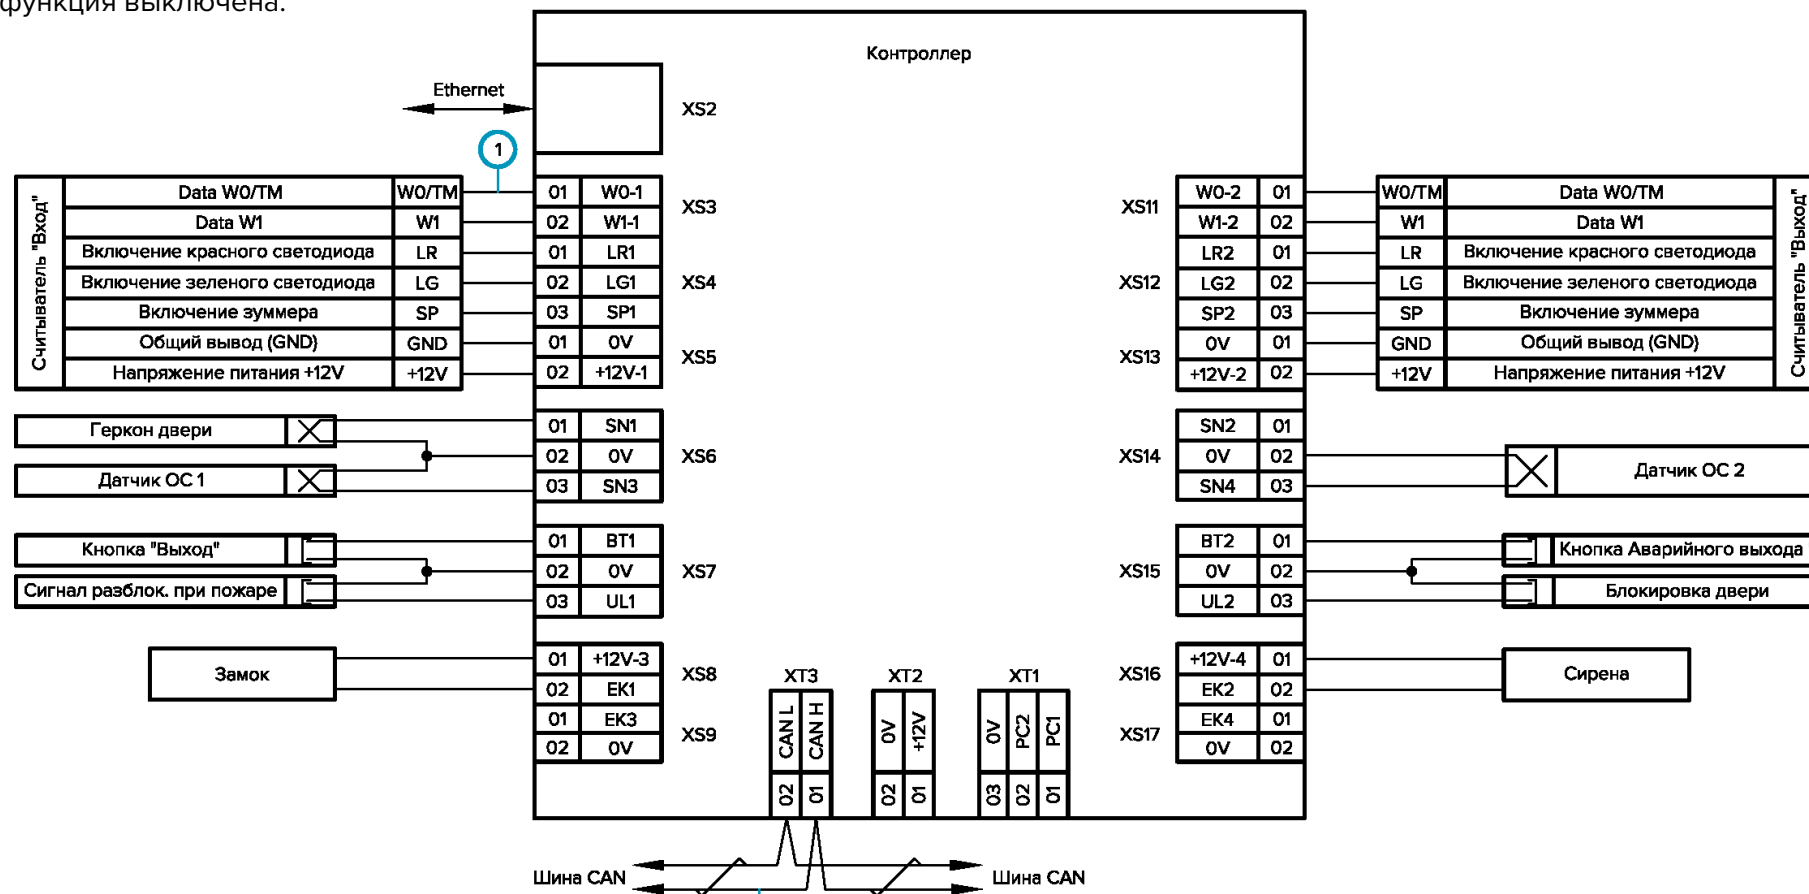 функция выключена.
Контроллер
Ethernet
XS2
1
Считыватель "Вход"
Data W0/TM W0/TM 01 W0-1
Data W1 W1 02 W1-1
XS3
Включение красного светодиода LR 01 LR1
Включение зеленого светодиода LG 02 LG1
Включение зуммера SP 03 SP1
XS4
Общий вывод (GND) GND 01 0V
Напряжение питания +12V +12V 02 +12V-1
XS5
Геркон двери 01 SN1
02 0V
Датчик ОС 1 03 SN3
XS6
Кнопка "Выход" 01 BT1
02 0V
Сигнал разблок. при пожаре 03 UL1
XS7
Замок
01 +12V-3
02 EK1
XS8
01 EK3
02 0V
XS9
XS11
W0-2 01 W0/TM Data W0/TM
W1-2 02 W1 Data W1
XS12
LR2 01 LR Включение красного светодиода
LG2 02 LG Включение зеленого светодиода
SP2 03 SP Включение зуммера
XS13
0V 01 GND Общий вывод (GND)
+12V-2 02 +12V Напряжение питания +12V
Считыватель "Выход"
XS14
SN2 01
0V 02
SN4 03
Датчик ОС 2
XS15
BT2 01 Кнопка Аварийного выхода
0V 02
UL2 03 Блокировка двери
XS16
+12V-4 01
EK2 02
Сирена
XS17
EK4 01
0V 02
XT3 XT2 XT1
CAN L CAN H 0V +12V 0V PC2 PC1
02 01 02 01 03 02 01
Шина CAN Шина CAN